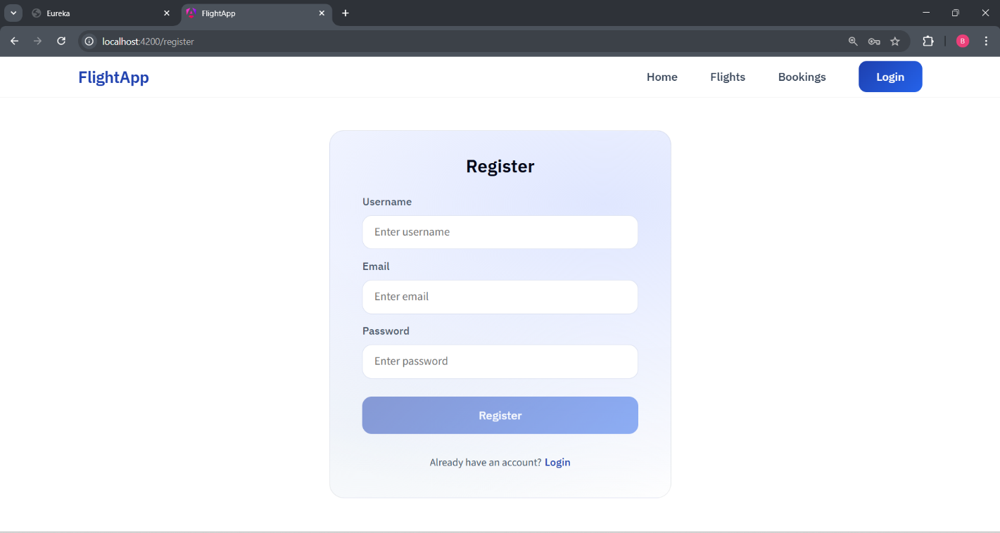 Eureka
FlightApp
localhost:4200/register
B
FlightApp
Home
Flights
Bookings
Login
Register
Username
Enter username
Email
Enter email
Password
Enter password
Register
Already have an account? Login